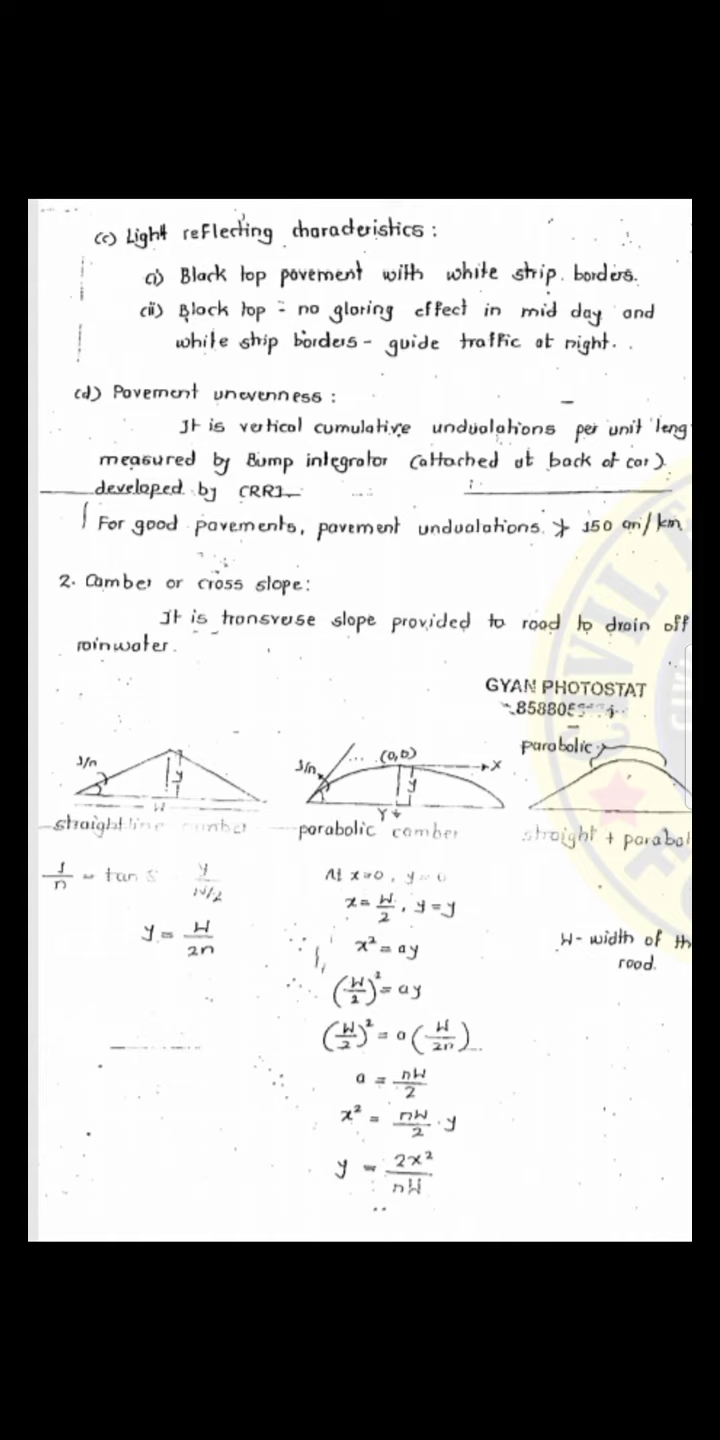 (c) Light reflecting characteristics :
(i) Black top pavement with white strip. borders.
(ii) Black top - no glaring effect in mid day and
white ship borders - guide traffic at night.
(d) Pavement unevenness :
It is vertical cumulative undualations per unit leng
measured by Bump integrator (attached at back of car)
developed by CRRI
For good pavements, pavement undualations ≯ 150 cm/km
2. Camber or cross slope :
It is transverse slope provided to road to drain off
rainwater.
GYAN PHOTOSTAT
parabolic
1/n y W
1/n (0,0) X y Y
straight line camber
parabolic camber
straight + parabol
1/n = tan y/W/2
y = W/2n
At x=0, y=0
x = W/2, y=y
x² = ay
(W/2)² = ay
(W/2)² = a(W/2n)
a = nW/2
x² = nW/2 · y
y = 2x²/nW
W- width of th
road.